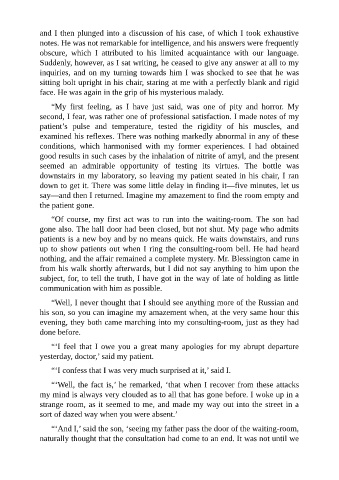 and I then plunged into a discussion of his case, of which I took exhaustive
notes. He was not remarkable for intelligence, and his answers were frequently
obscure, which I attributed to his limited acquaintance with our language.
Suddenly, however, as I sat writing, he ceased to give any answer at all to my
inquiries, and on my turning towards him I was shocked to see that he was
sitting bolt upright in his chair, staring at me with a perfectly blank and rigid
face. He was again in the grip of his mysterious malady.
“My first feeling, as I have just said, was one of pity and horror. My
second, I fear, was rather one of professional satisfaction. I made notes of my
patient’s pulse and temperature, tested the rigidity of his muscles, and
examined his reflexes. There was nothing markedly abnormal in any of these
conditions, which harmonised with my former experiences. I had obtained
good results in such cases by the inhalation of nitrite of amyl, and the present
seemed an admirable opportunity of testing its virtues. The bottle was
downstairs in my laboratory, so leaving my patient seated in his chair, I ran
down to get it. There was some little delay in finding it—five minutes, let us
say—and then I returned. Imagine my amazement to find the room empty and
the patient gone.
“Of course, my first act was to run into the waiting-room. The son had
gone also. The hall door had been closed, but not shut. My page who admits
patients is a new boy and by no means quick. He waits downstairs, and runs
up to show patients out when I ring the consulting-room bell. He had heard
nothing, and the affair remained a complete mystery. Mr. Blessington came in
from his walk shortly afterwards, but I did not say anything to him upon the
subject, for, to tell the truth, I have got in the way of late of holding as little
communication with him as possible.
“Well, I never thought that I should see anything more of the Russian and
his son, so you can imagine my amazement when, at the very same hour this
evening, they both came marching into my consulting-room, just as they had
done before.
“‘I feel that I owe you a great many apologies for my abrupt departure
yesterday, doctor,’ said my patient.
“‘I confess that I was very much surprised at it,’ said I.
“‘Well, the fact is,’ he remarked, ‘that when I recover from these attacks
my mind is always very clouded as to all that has gone before. I woke up in a
strange room, as it seemed to me, and made my way out into the street in a
sort of dazed way when you were absent.’
“‘And I,’ said the son, ‘seeing my father pass the door of the waiting-room,
naturally thought that the consultation had come to an end. It was not until we